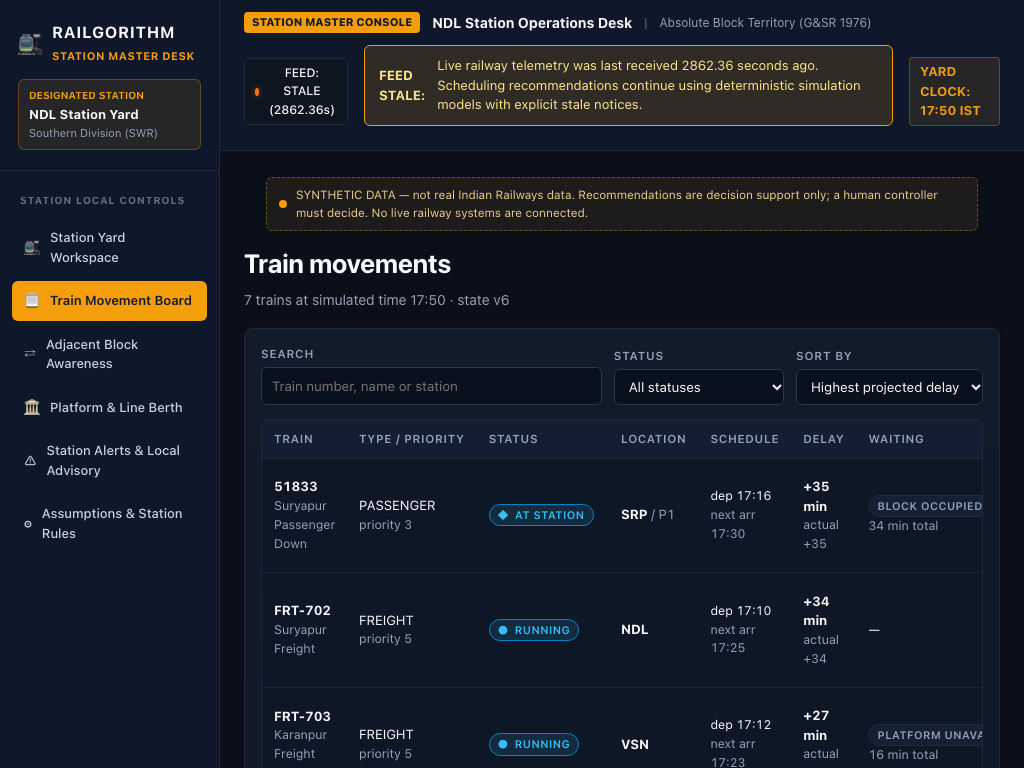 RAILGORITHM
STATION MASTER DESK
DESIGNATED STATION
NDL Station Yard
Southern Division (SWR)
STATION LOCAL CONTROLS
Station Yard
Workspace
Train Movement Board
Adjacent Block
Awareness
Platform & Line Berth
Station Alerts & Local
Advisory
Assumptions & Station
Rules
STATION MASTER CONSOLE NDL Station Operations Desk | Absolute Block Territory (G&SR 1976)
FEED:
STALE
(2862.36s)
FEED
STALE:
Live railway telemetry was last received 2862.36 seconds ago.
Scheduling recommendations continue using deterministic simulation
models with explicit stale notices.
YARD
CLOCK:
17:50 IST
SYNTHETIC DATA — not real Indian Railways data. Recommendations are decision support only; a human controller
must decide. No live railway systems are connected.
Train movements
7 trains at simulated time 17:50 · state v6
SEARCH
Train number, name or station
STATUS
All statuses
SORT BY
Highest projected delay
TRAIN TYPE / PRIORITY STATUS LOCATION SCHEDULE DELAY WAITING
51833
Suryapur
Passenger
Down
PASSENGER
priority 3
AT STATION
SRP / P1
dep 17:16
next arr
17:30
+35
min
actual
+35
BLOCK OCCUPIED
34 min total
FRT-702
Suryapur
Freight
FREIGHT
priority 5
RUNNING
NDL
dep 17:10
next arr
17:25
+34
min
actual
+34
—
FRT-703
Karanpur
Freight
FREIGHT
priority 5
RUNNING
VSN
dep 17:12
next arr
17:23
+27
min
actual
PLATFORM UNAVA
16 min total